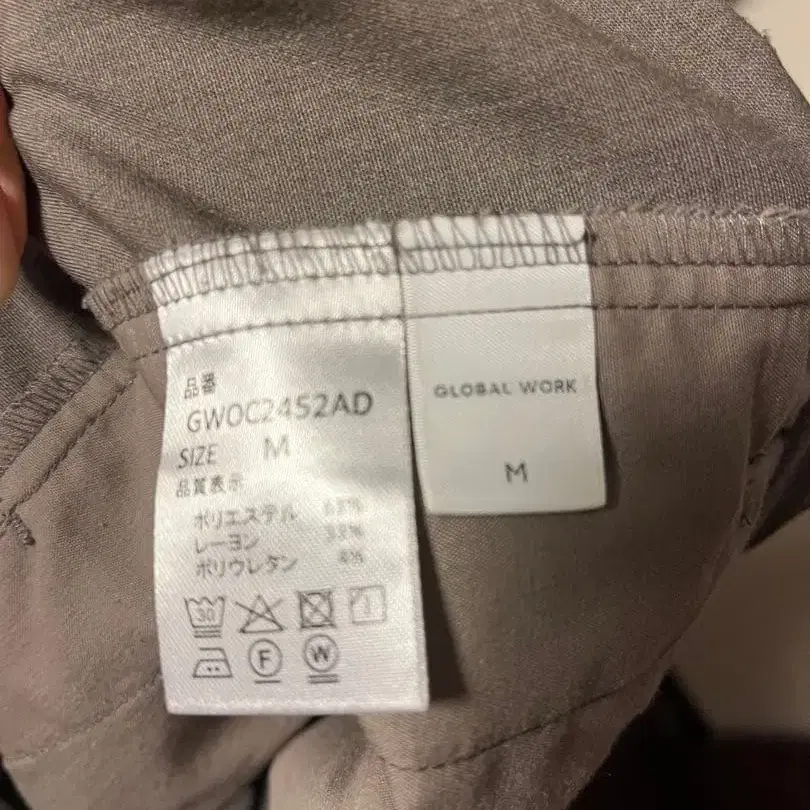 品番
GWOC2452AD
SIZE M
品質表示
ポリエステル
レーヨン
ポリウレタン 4%
30
F W
GLOBAL WORK
M